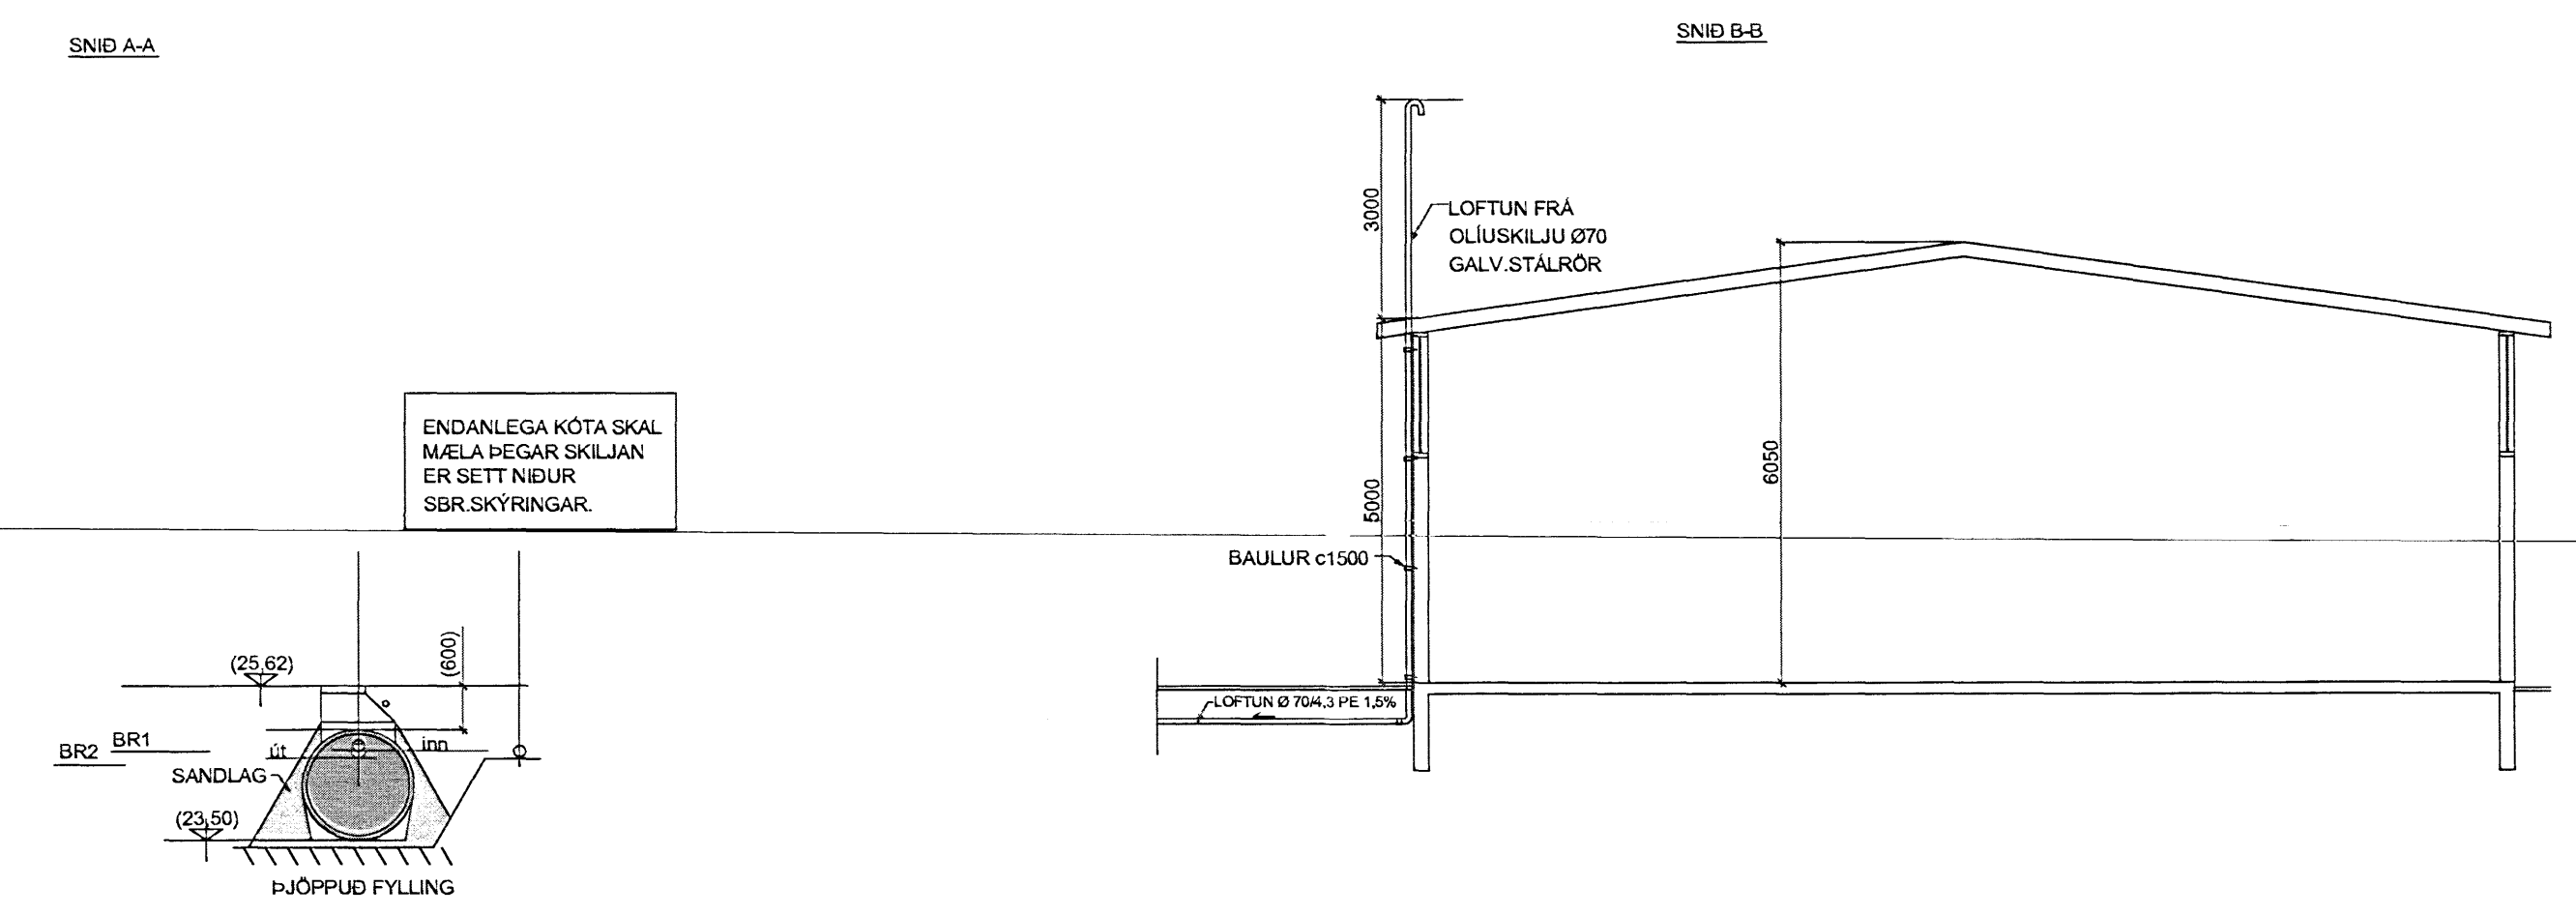 SNIÐ A-A
ENDANLEGA KÓTA SKAL
MÆLA ÞEGAR SKILJAN
ER SETT NIÐUR
SBR.SKÝRINGAR.
(25,62)
(600)
BR2
BR1
út
inn
SANDLAG
(23,50)
ÞJÖPPUÐ FYLLING
SNIÐ B-B
3000
LOFTUN FRÁ
OLÍUSKILJU Ø70
GALV.STÁLRÖR
5000
6050
BAULUR c1500
LOFTUN Ø 70/4,3 PE 1,5%